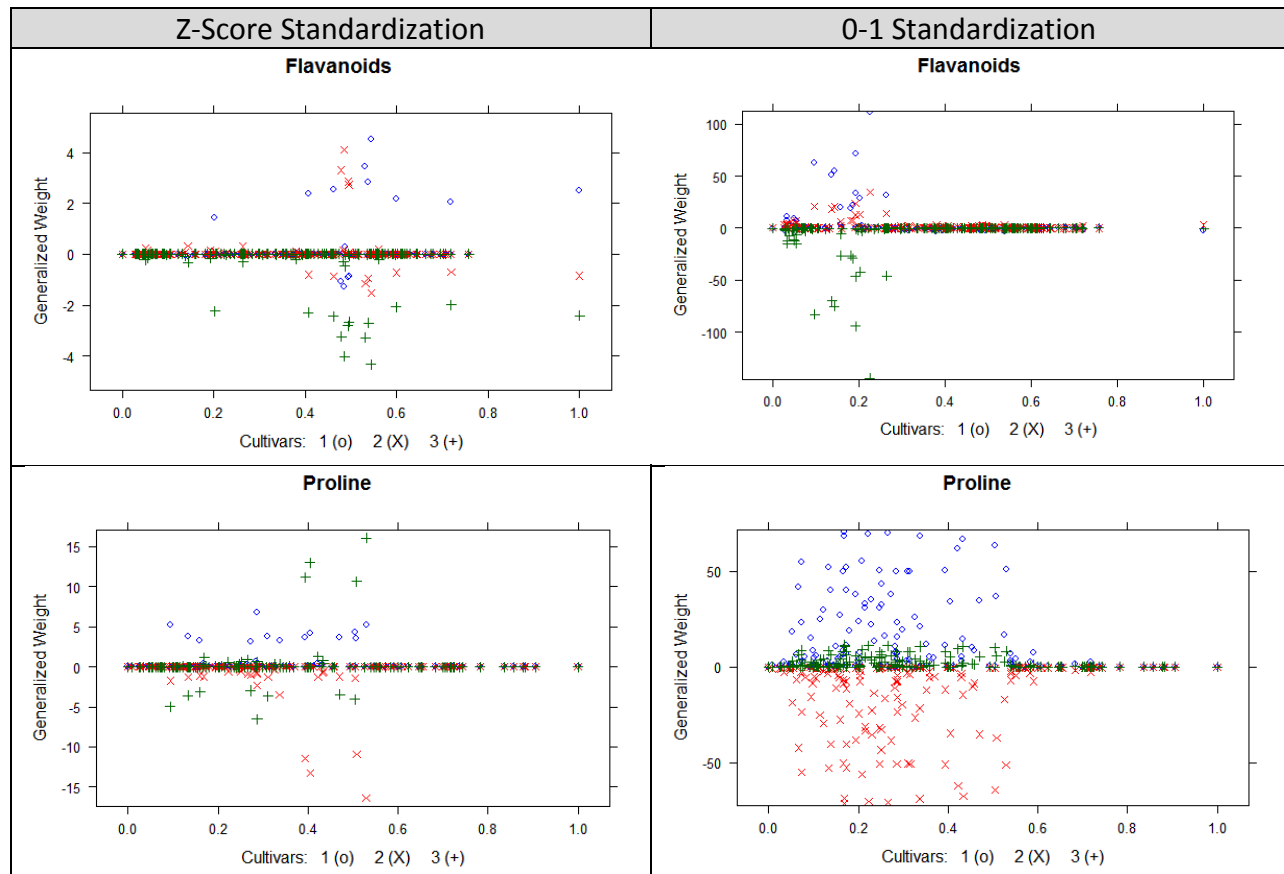 Z-Score Standardization
0-1 Standardization
Flavanoids
Generalized Weight
4
2
0
-2
-4
0.0 0.2 0.4 0.6 0.8 1.0
Cultivars: 1 (o) 2 (X) 3 (+)
Flavanoids
Generalized Weight
100
50
0
-50
-100
0.0 0.2 0.4 0.6 0.8 1.0
Cultivars: 1 (o) 2 (X) 3 (+)
Proline
Generalized Weight
15
10
5
0
-5
-10
-15
0.0 0.2 0.4 0.6 0.8 1.0
Cultivars: 1 (o) 2 (X) 3 (+)
Proline
Generalized Weight
50
0
-50
0.0 0.2 0.4 0.6 0.8 1.0
Cultivars: 1 (o) 2 (X) 3 (+)